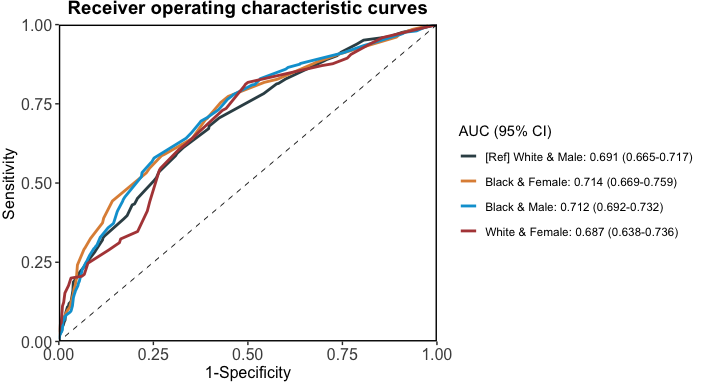 Receiver operating characteristic curves
1.00
0.75
0.50
0.25
0.00
Sensitivity
0.00 0.25 0.50 0.75 1.00
1-Specificity
AUC (95% CI)
[Ref] White & Male: 0.691 (0.665-0.717)
Black & Female: 0.714 (0.669-0.759)
Black & Male: 0.712 (0.692-0.732)
White & Female: 0.687 (0.638-0.736)